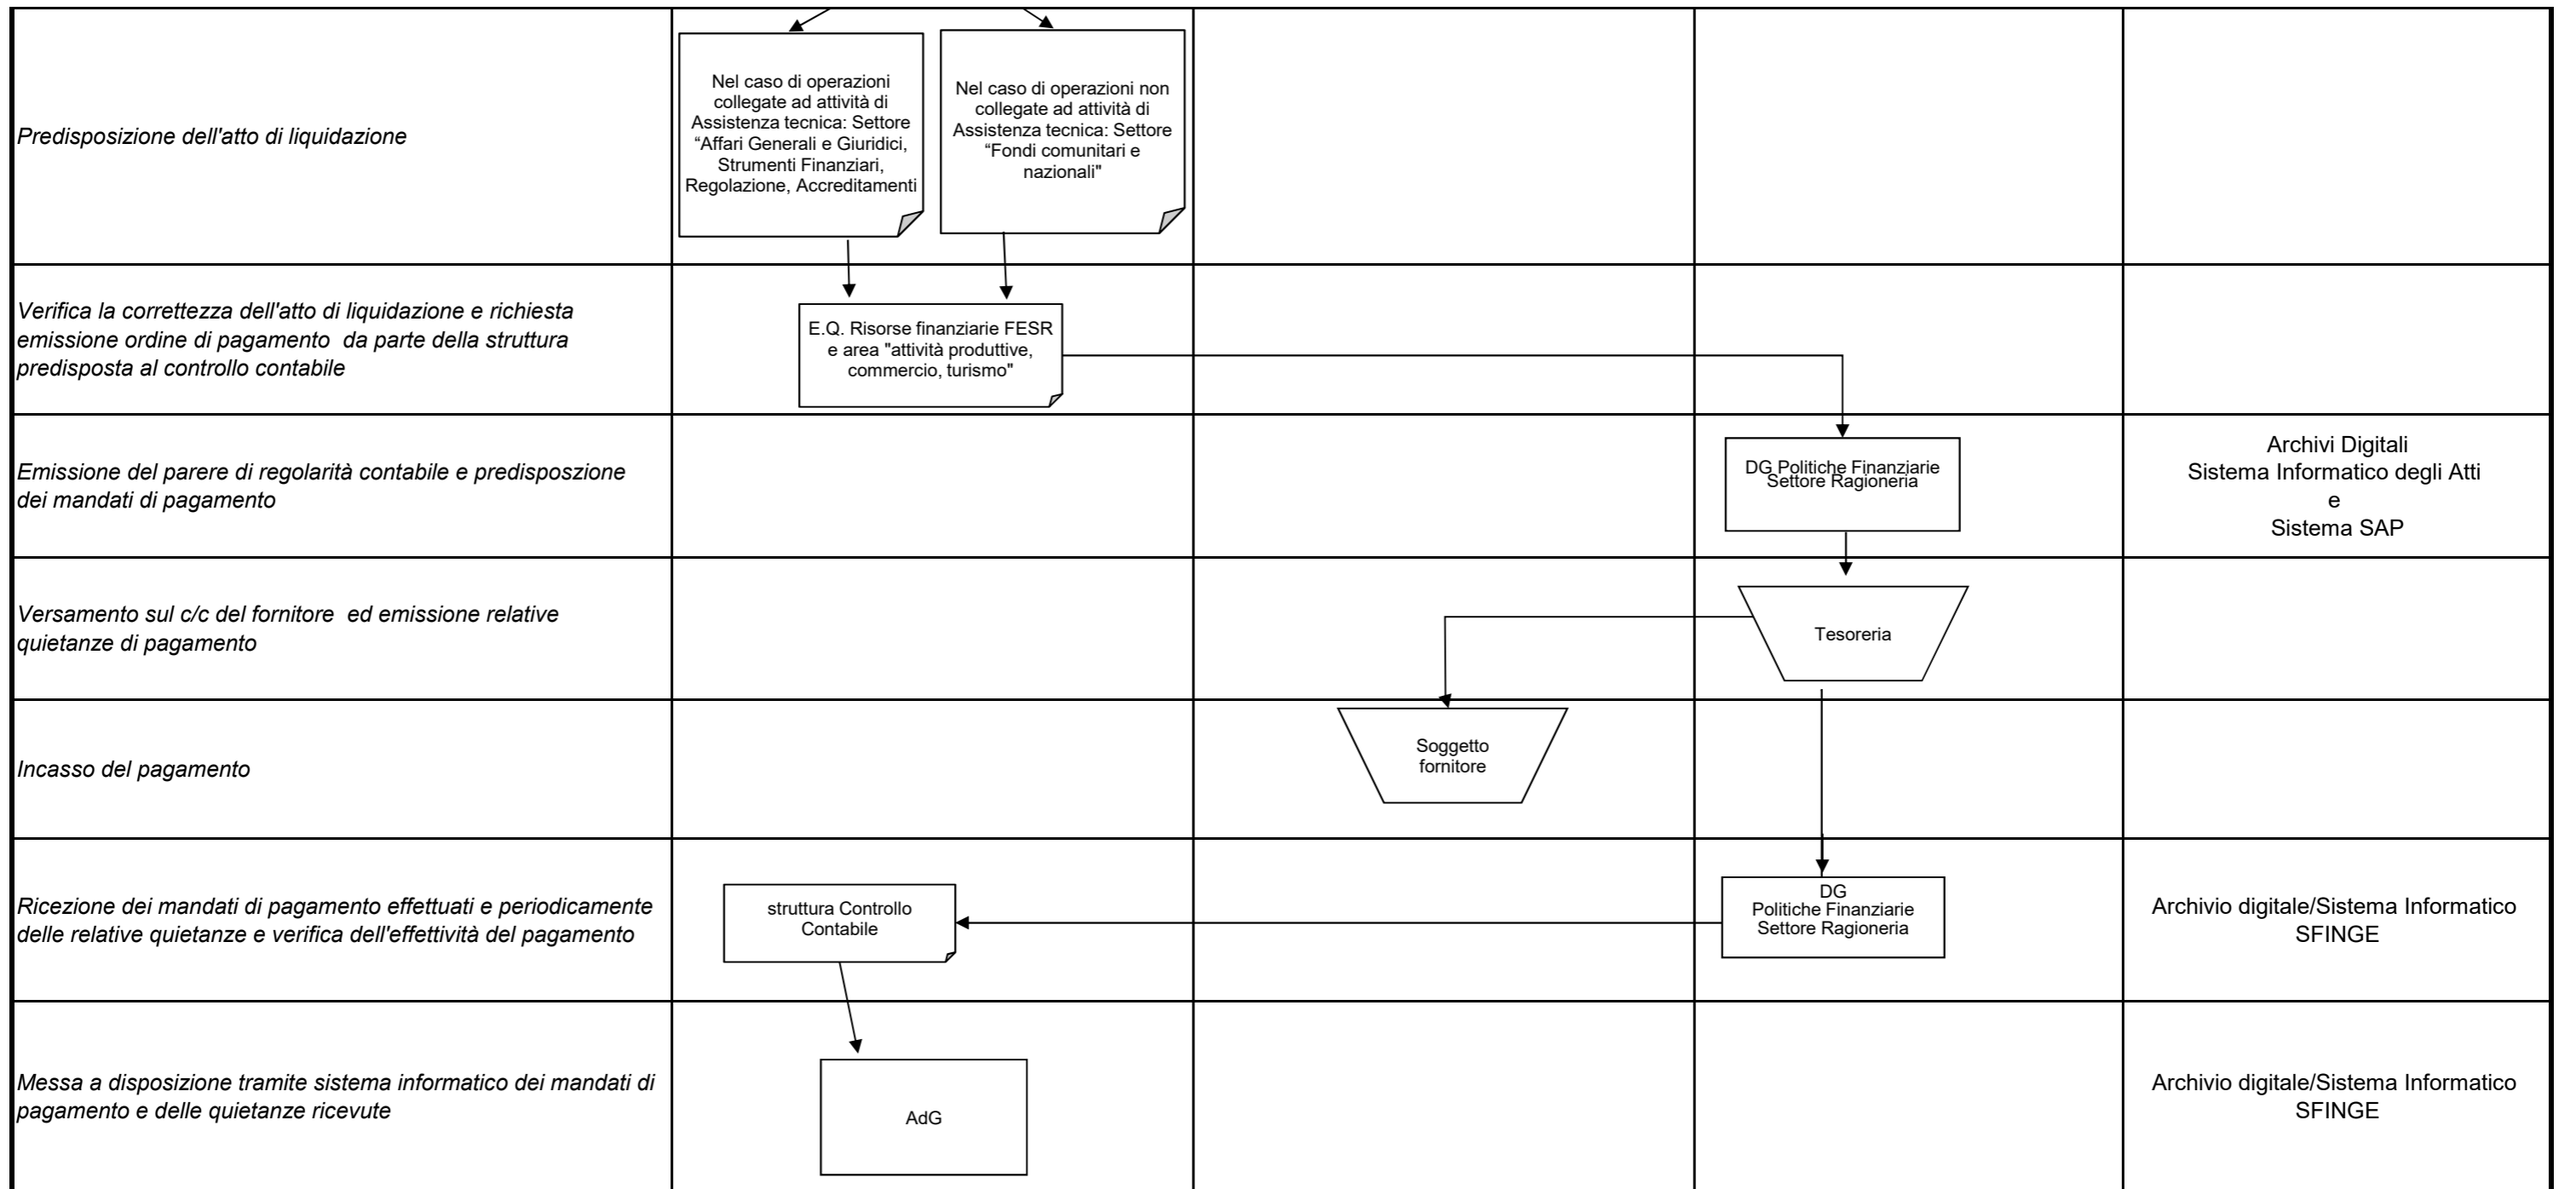 Predisposizione dell'atto di liquidazione
Nel caso di operazioni
collegate ad attività di
Assistenza tecnica: Settore
“Affari Generali e Giuridici,
Strumenti Finanziari,
Regolazione, Accreditamenti
Nel caso di operazioni non
collegate ad attività di
Assistenza tecnica: Settore
“Fondi comunitari e
nazionali"
Verifica la correttezza dell'atto di liquidazione e richiesta
emissione ordine di pagamento da parte della struttura
predisposta al controllo contabile
E.Q. Risorse finanziarie FESR
e area "attività produttive,
commercio, turismo"
Emissione del parere di regolarità contabile e predisposzione
dei mandati di pagamento
DG Politiche Finanziarie
Settore Ragioneria
Archivi Digitali
Sistema Informatico degli Atti
e
Sistema SAP
Versamento sul c/c del fornitore ed emissione relative
quietanze di pagamento
Tesoreria
Incasso del pagamento
Soggetto
fornitore
Ricezione dei mandati di pagamento effettuati e periodicamente
delle relative quietanze e verifica dell'effettività del pagamento
struttura Controllo
Contabile
DG
Politiche Finanziarie
Settore Ragioneria
Archivio digitale/Sistema Informatico
SFINGE
Messa a disposizione tramite sistema informatico dei mandati di
pagamento e delle quietanze ricevute
AdG
Archivio digitale/Sistema Informatico
SFINGE